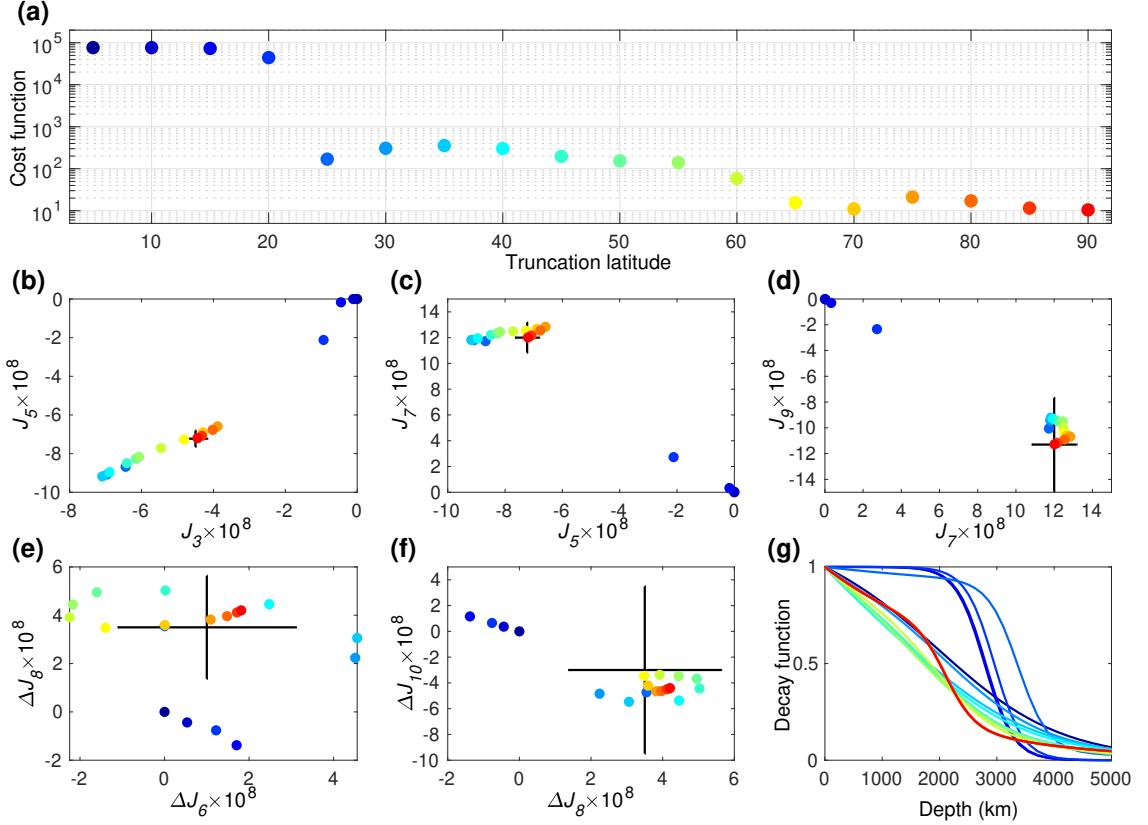 (a)
Cost function
10^5
10^4
10^3
10^2
10^1
10 20 30 40 50 60 70 80 90
Truncation latitude
(b)
J_5×10^8
0
-2
-4
-6
-8
-10
-8 -6 -4 -2 0
J_3×10^8
(c)
J_7×10^8
14
12
10
8
6
4
2
0
-10 -8 -6 -4 -2 0
J_5×10^8
(d)
J_9×10^8
0
-2
-4
-6
-8
-10
-12
-14
0 2 4 6 8 10 12 14
J_7×10^8
(e)
ΔJ_8×10^8
6
4
2
0
-2
-2 0 2 4
ΔJ_6×10^8
(f)
ΔJ_10×10^8
4
2
0
-2
-4
-6
-8
-10
-2 0 2 4 6
ΔJ_8×10^8
(g)
Decay function
1
0.5
0
0 1000 2000 3000 4000 5000
Depth (km)